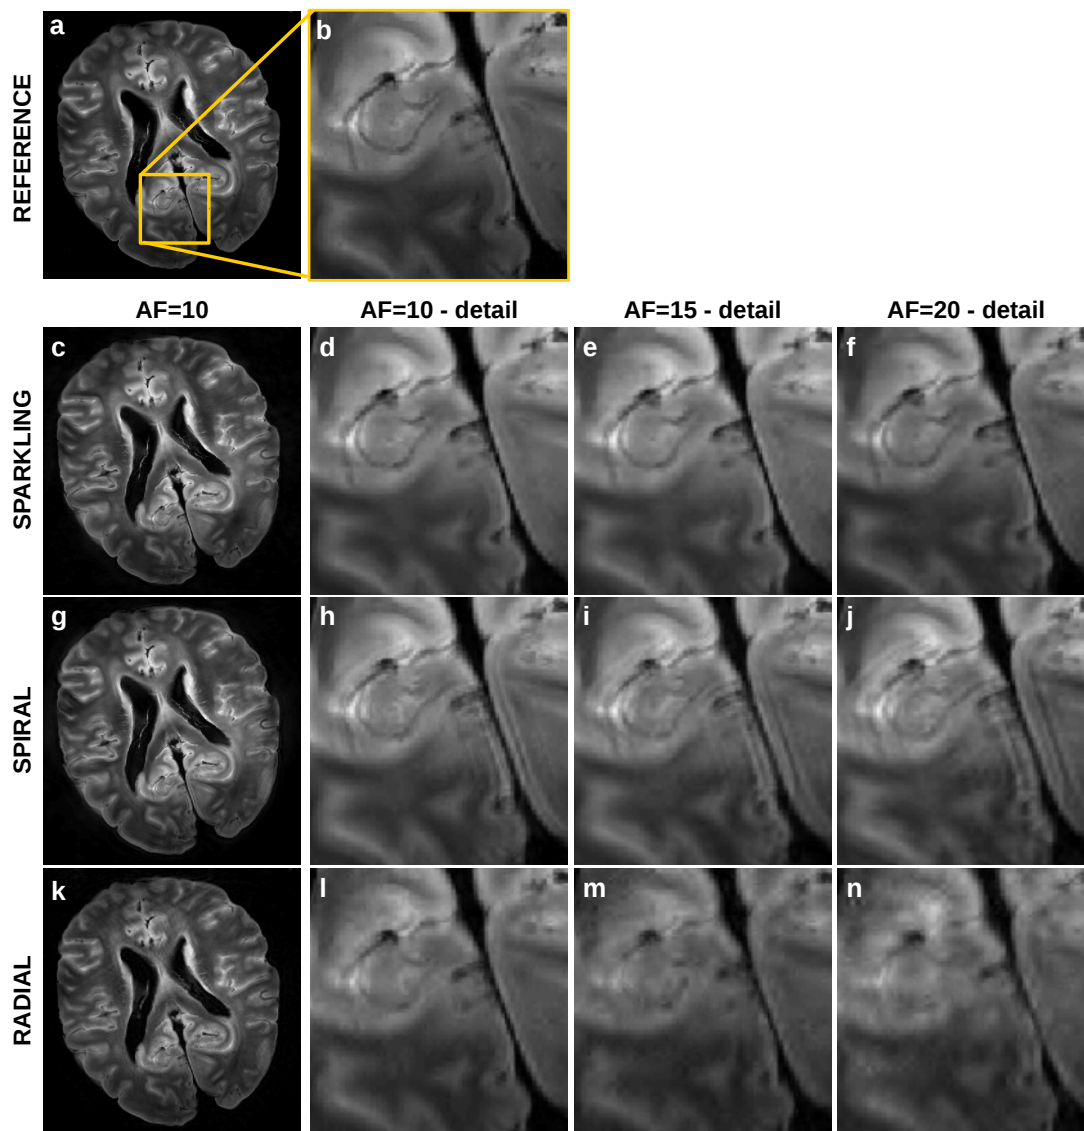 a
b
REFERENCE
AF=10
AF=10 - detail
AF=15 - detail
AF=20 - detail
SPARKLING
c
d
e
f
SPIRAL
g
h
i
j
RADIAL
k
l
m
n